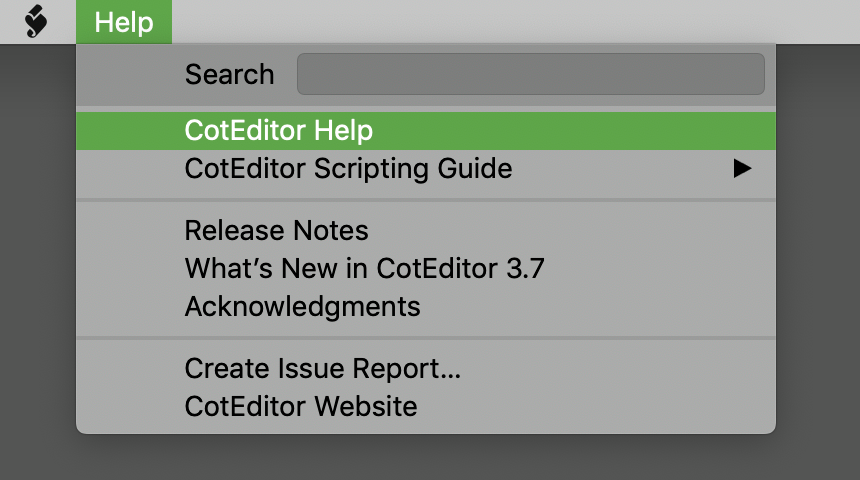 Help
Search
CotEditor Help
CotEditor Scripting Guide
Release Notes
What’s New in CotEditor 3.7
Acknowledgments
Create Issue Report...
CotEditor Website